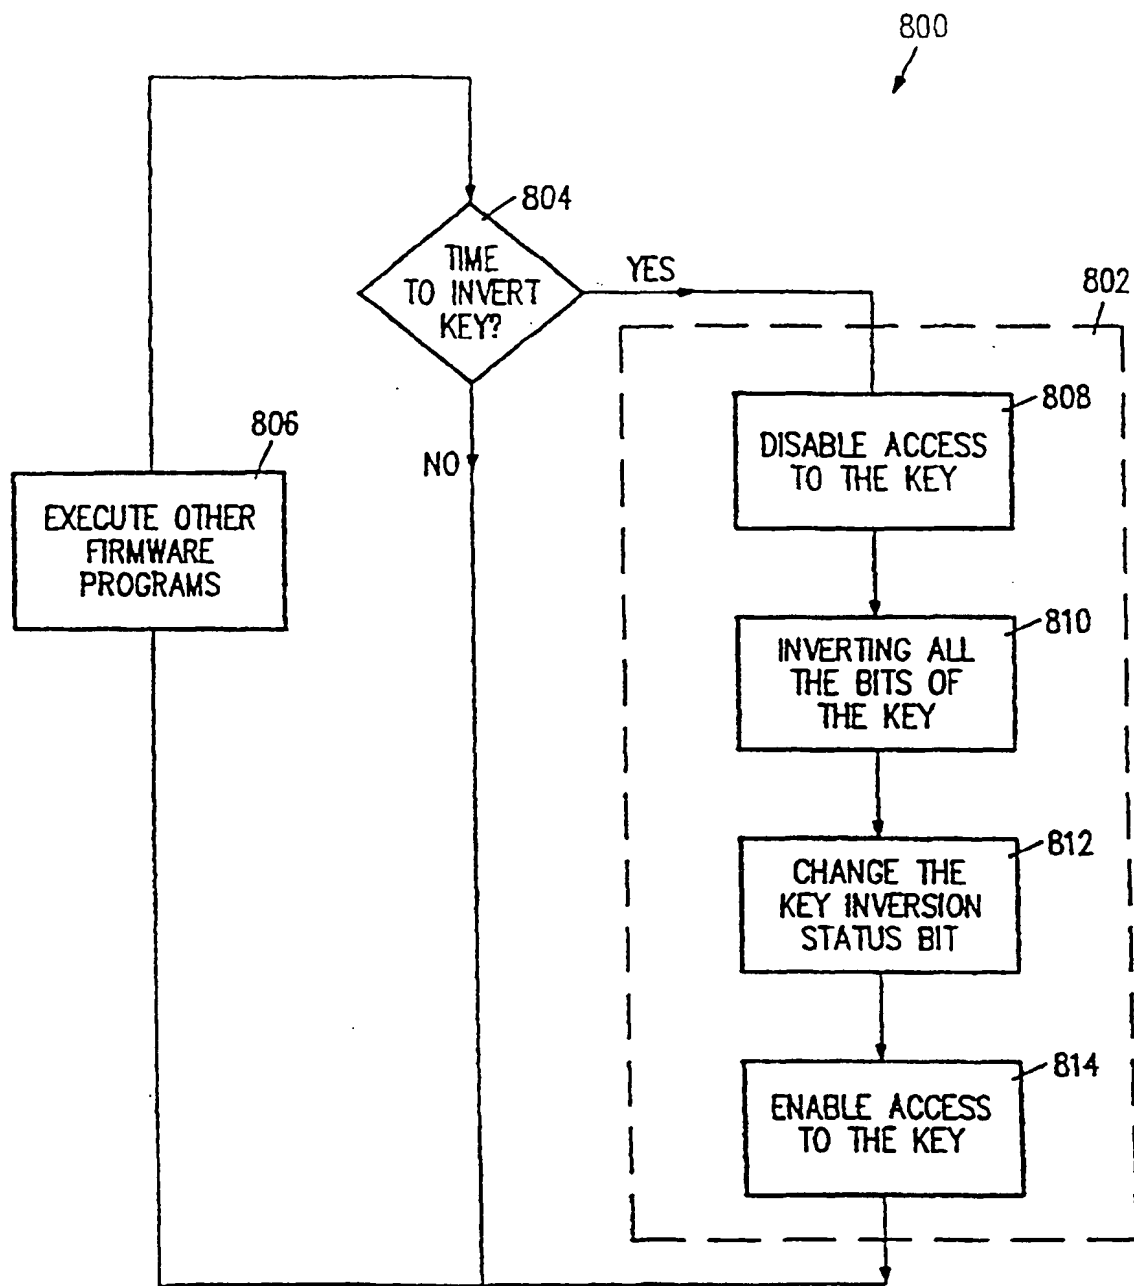 800
804
TIME
TO INVERT
KEY?
YES
802
808
DISABLE ACCESS
TO THE KEY
806
NO
EXECUTE OTHER
FIRMWARE
PROGRAMS
810
INVERTING ALL
THE BITS OF
THE KEY
812
CHANGE THE
KEY INVERSION
STATUS BIT
814
ENABLE ACCESS
TO THE KEY